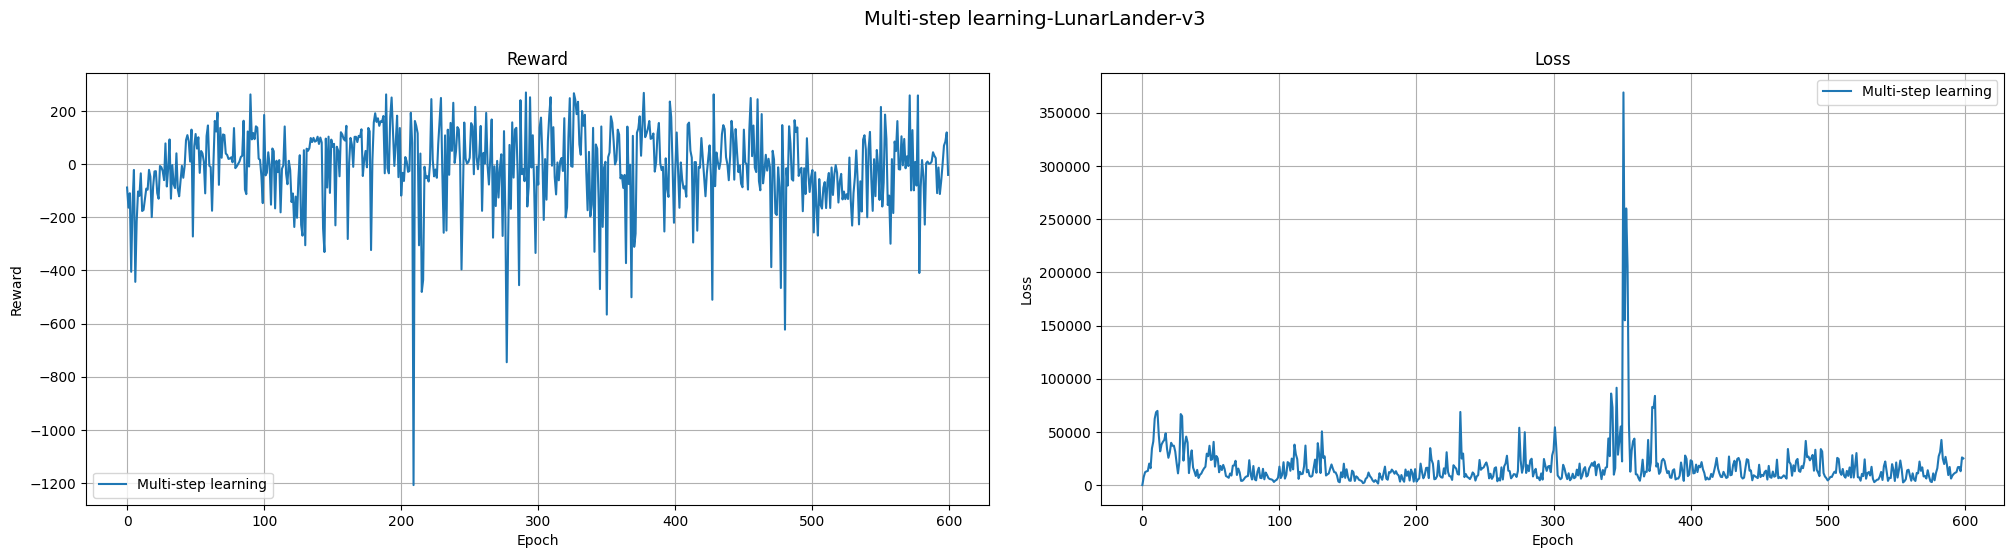 Multi-step learning-LunarLander-v3
Reward
Reward
200
0
−200
−400
−600
−800
−1000
−1200
0 100 200 300 400 500 600
Epoch
Multi-step learning
Loss
Loss
350000
300000
250000
200000
150000
100000
50000
0
0 100 200 300 400 500 600
Epoch
Multi-step learning